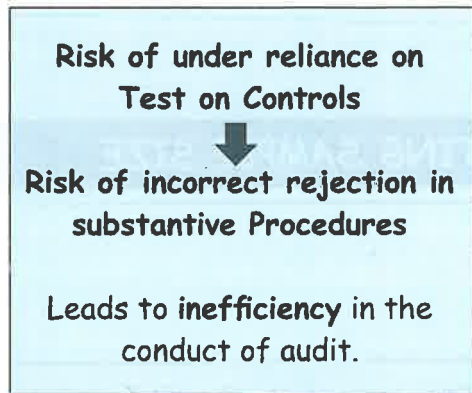 Risk of under reliance on
Test on Controls
Risk of incorrect rejection in
substantive Procedures
Leads to inefficiency in the
conduct of audit.